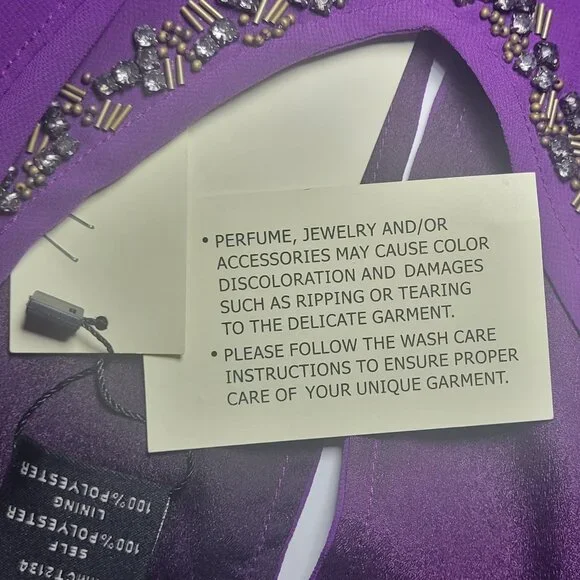 • PERFUME, JEWELRY AND/OR
ACCESSORIES MAY CAUSE COLOR
DISCOLORATION AND DAMAGES
SUCH AS RIPPING OR TEARING
TO THE DELICATE GARMENT.
• PLEASE FOLLOW THE WASH CARE
INSTRUCTIONS TO ENSURE PROPER
CARE OF YOUR UNIQUE GARMENT.
SELF
100%POLYESTER
LINING
100%POLYESTER